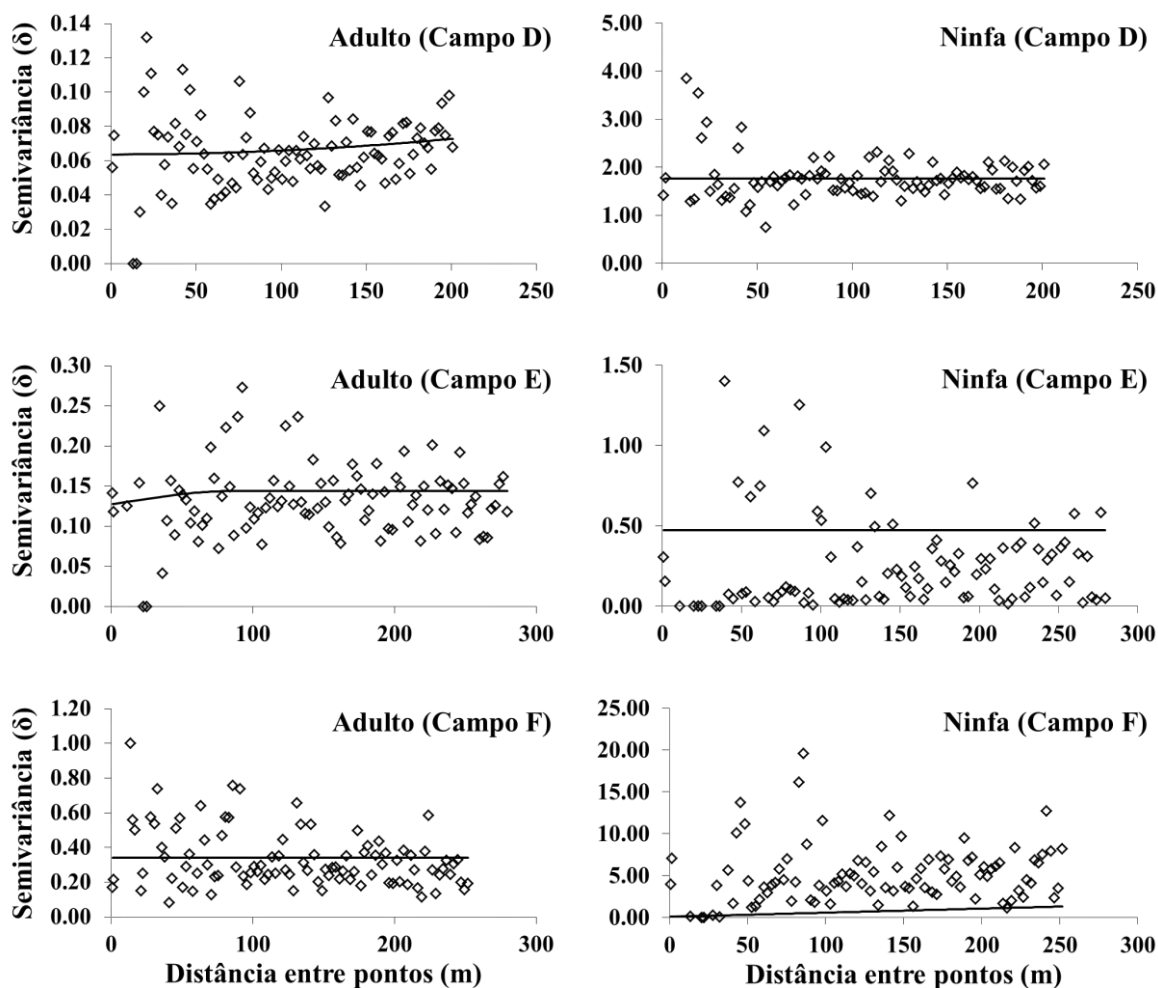 Adulto (Campo D)
Semivariância (δ)
0.14
0.12
0.10
0.08
0.06
0.04
0.02
0.00
0 50 100 150 200 250
Ninfa (Campo D)
5.00
4.00
3.00
2.00
1.00
0.00
0 50 100 150 200 250
Adulto (Campo E)
Semivariância (δ)
0.30
0.25
0.20
0.15
0.10
0.05
0.00
0 100 200 300
Ninfa (Campo E)
1.50
1.00
0.50
0.00
0 50 100 150 200 250 300
Adulto (Campo F)
Semivariância (δ)
1.20
1.00
0.80
0.60
0.40
0.20
0.00
0 100 200 300
Distância entre pontos (m)
Ninfa (Campo F)
25.00
20.00
15.00
10.00
5.00
0.00
0 50 100 150 200 250 300
Distância entre pontos (m)